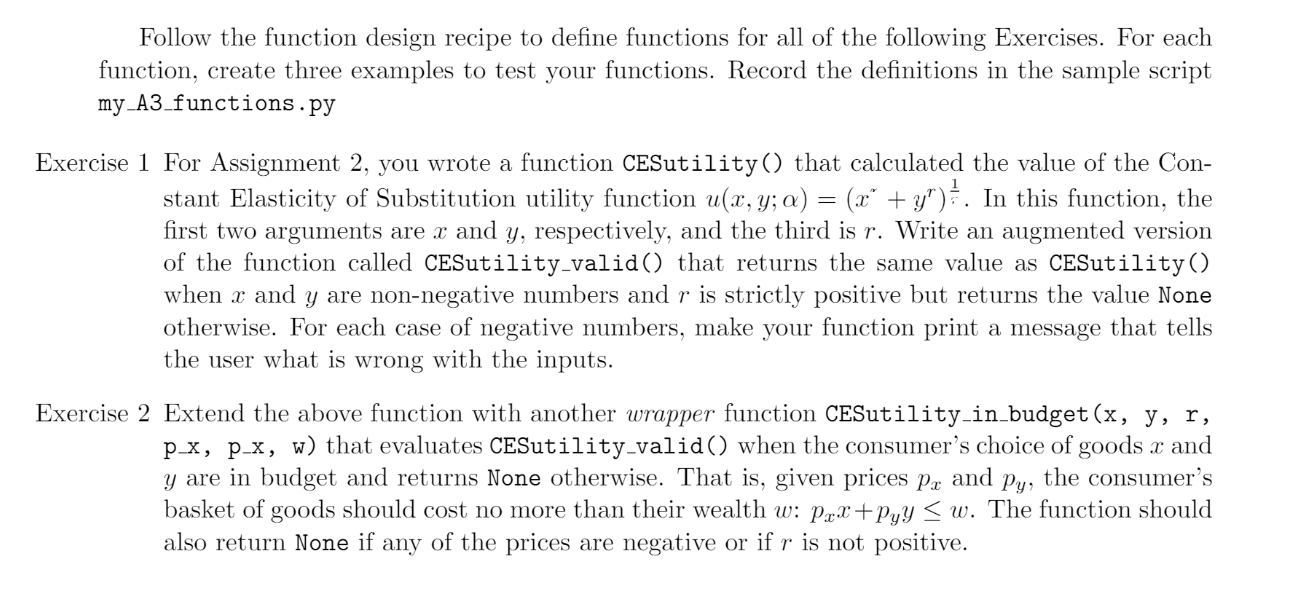 Follow the function design recipe to define functions for all of the following Exercises. For each
function, create three examples to test your functions. Record the definitions in the sample script
my_A3_functions.py
Exercise 1 For Assignment 2, you wrote a function CESutility() that calculated the value of the Con-
stant Elasticity of Substitution utility function u(x, y; α) = (x^r + y^r)^{1/r}. In this function, the
first two arguments are x and y, respectively, and the third is r. Write an augmented version
of the function called CESutility_valid() that returns the same value as CESutility()
when x and y are non-negative numbers and r is strictly positive but returns the value None
otherwise. For each case of negative numbers, make your function print a message that tells
the user what is wrong with the inputs.
Exercise 2 Extend the above function with another wrapper function CESutility_in_budget(x, y, r,
p_x, p_x, w) that evaluates CESutility_valid() when the consumer's choice of goods x and
y are in budget and returns None otherwise. That is, given prices p_x and p_y, the consumer's
basket of goods should cost no more than their wealth w: p_x x+p_y y ≤ w. The function should
also return None if any of the prices are negative or if r is not positive.